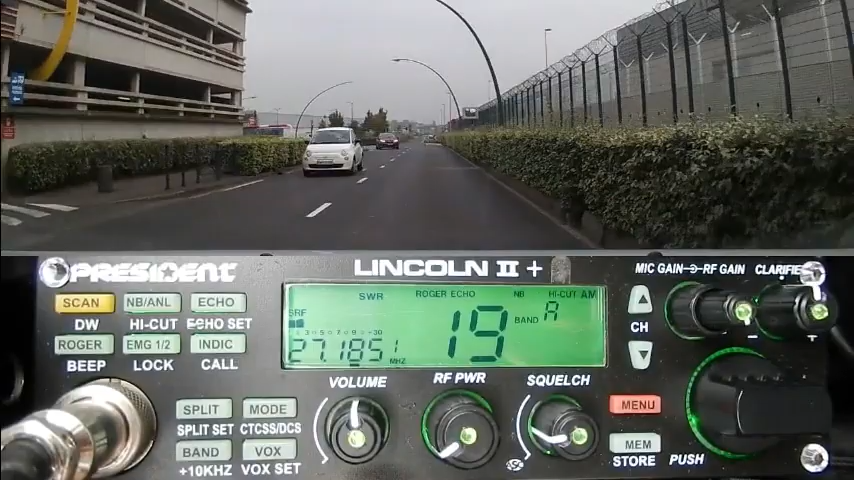 PRESIDENT
LINCOLN II +
MIC GAIN RF GAIN CLARIFIER
SCAN NB/ANL ECHO
DW HI-CUT ECHO SET
ROGER EMG 1/2 INDIC
BEEP LOCK CALL
SWR ROGER ECHO NB HI-CUT AM
SRF
19 BAND A
27.1851 MHZ
CH
- +
VOLUME RF PWR SQUELCH
SPLIT MODE
SPLIT SET CTCSS/DCS
BAND VOX
+10KHZ VOX SET
MENU
MEM
STORE PUSH